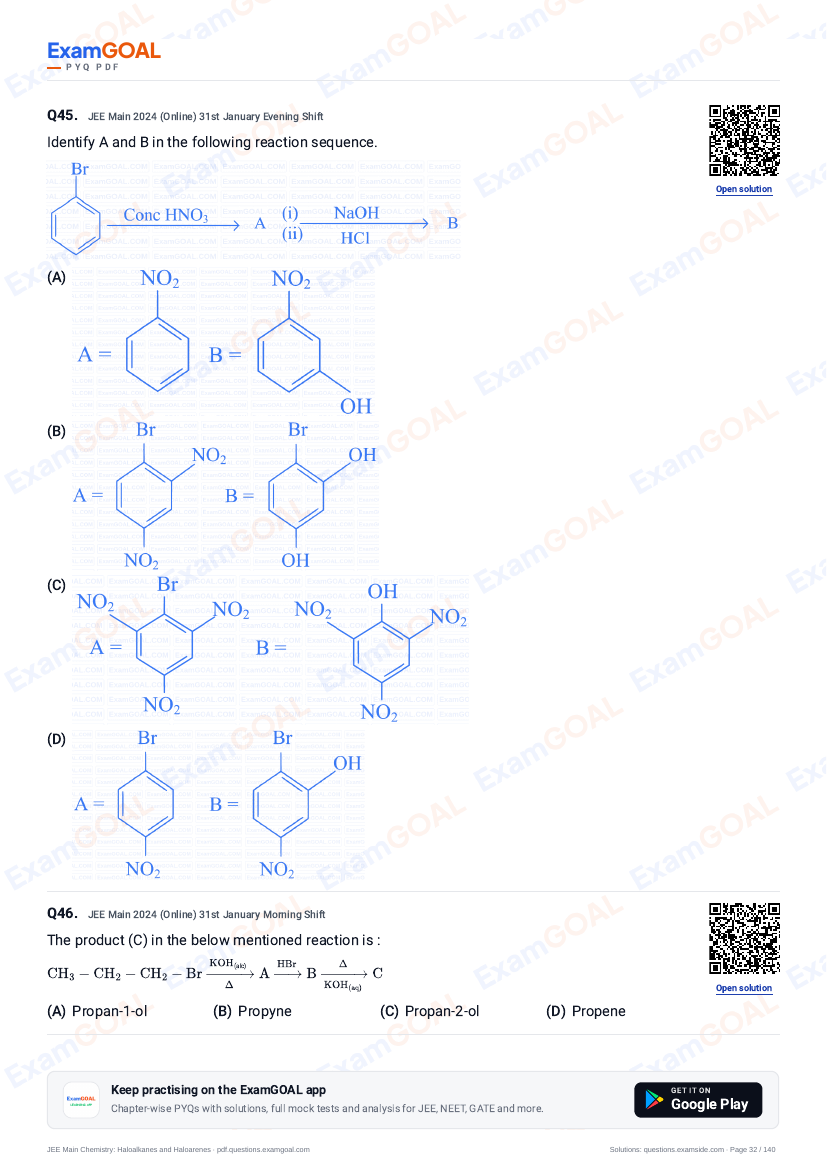 ExamGOAL
PYQ PDF
Q45. JEE Main 2024 (Online) 31st January Evening Shift
Identify A and B in the following reaction sequence.
Open solution
Br
Conc HNO₃ A (i) NaOH B
(ii) HCl
(A)
NO₂ NO₂
A = B =
OH
(B)
Br Br
NO₂ OH
A = B =
NO₂ OH
(C)
Br OH
NO₂ NO₂ NO₂ NO₂
A = B =
NO₂ NO₂
(D)
Br Br
OH
A = B =
NO₂ NO₂
Q46. JEE Main 2024 (Online) 31st January Morning Shift
The product (C) in the below mentioned reaction is :
CH₃ − CH₂ − CH₂ − Br —KOH(alc)/Δ→ A —HBr→ B —Δ/KOH(aq)→ C
Open solution
(A) Propan-1-ol (B) Propyne (C) Propan-2-ol (D) Propene
ExamGOAL
Keep practising on the ExamGOAL app
Chapter-wise PYQs with solutions, full mock tests and analysis for JEE, NEET, GATE and more.
GET IT ON
Google Play
JEE Main Chemistry: Haloalkanes and Haloarenes · pdf.questions.examgoal.com
Solutions: questions.examside.com · Page 32 / 140